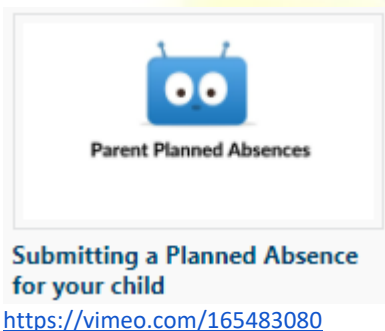 Parent Planned Absences
Submitting a Planned Absence
for your child
https://vimeo.com/165483080